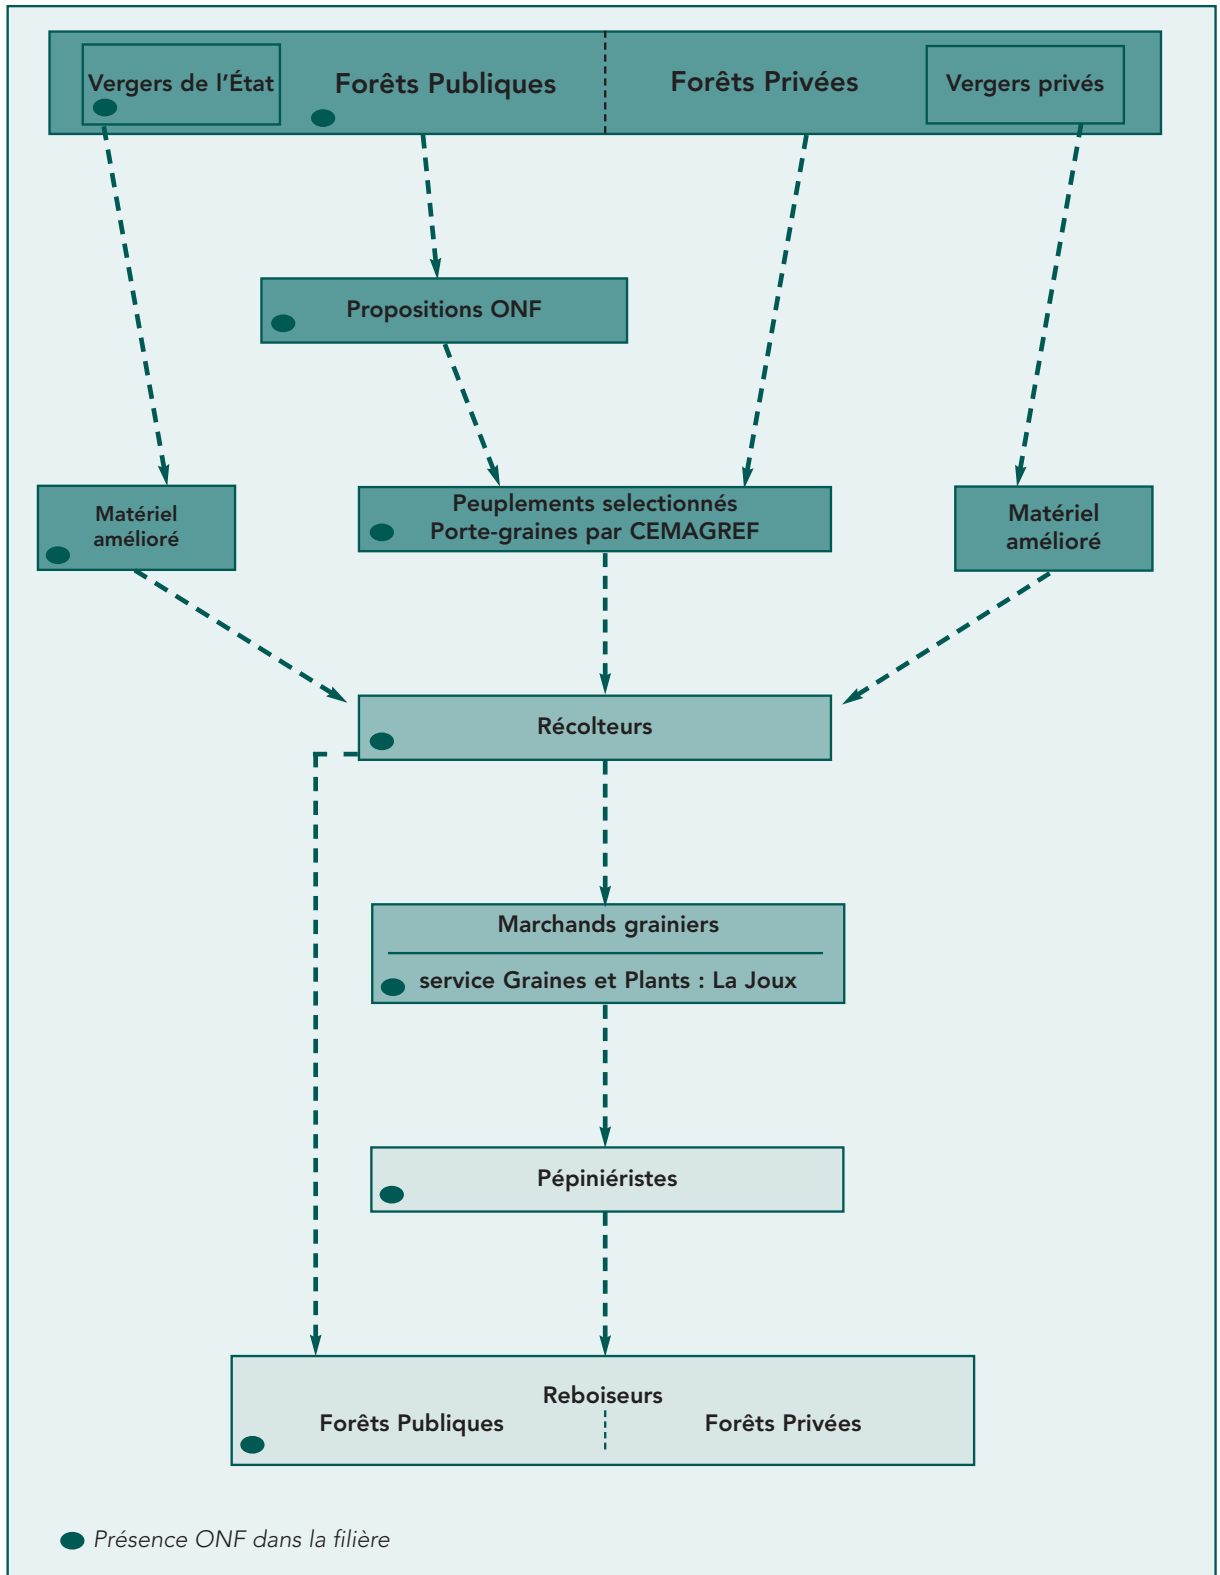 Vergers de l'État
Forêts Publiques
Forêts Privées
Vergers privés
Propositions ONF
Matériel
amélioré
Peuplements selectionnés
Porte-graines par CEMAGREF
Matériel
amélioré
Récolteurs
Marchands grainiers
service Graines et Plants : La Joux
Pépiniéristes
Reboiseurs
Forêts Publiques
Forêts Privées
Présence ONF dans la filière